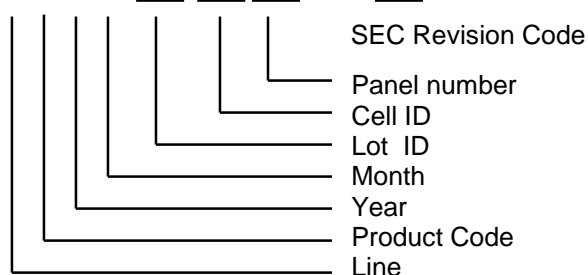 SEC Revision Code
Panel number
Cell ID
Lot ID
Month
Year
Product Code
Line